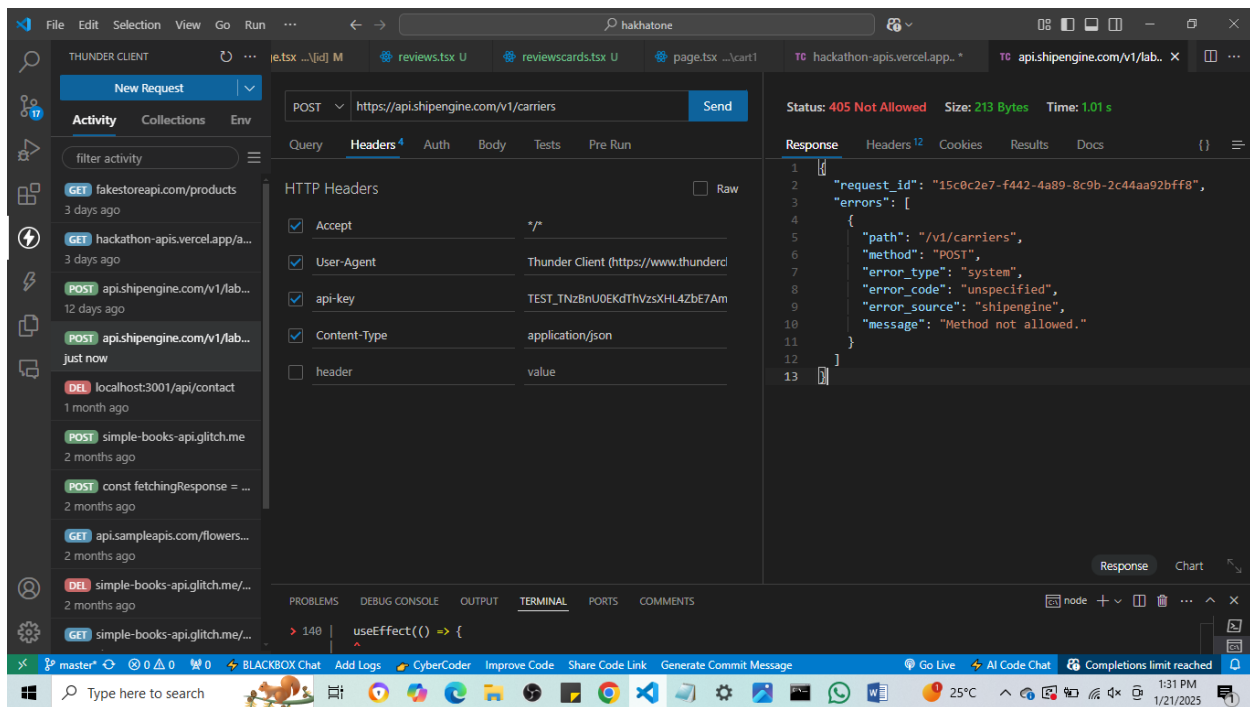 File Edit Selection View Go Run ··· hakhatone
THUNDER CLIENT ···
New Request
Activity Collections Env
filter activity
GET fakestoreapi.com/products
3 days ago
GET hackathon-apis.vercel.app/a...
3 days ago
POST api.shipengine.com/v1/lab...
12 days ago
POST api.shipengine.com/v1/lab...
just now
DEL localhost:3001/api/contact
1 month ago
POST simple-books-api.glitch.me
2 months ago
POST const fetchingResponse = ...
2 months ago
GET api.sampleapis.com/flowers...
2 months ago
DEL simple-books-api.glitch.me/...
2 months ago
GET simple-books-api.glitch.me/...
17
ge.tsx ...\[id] M reviews.tsx U reviewscards.tsx U page.tsx ...\cart1 TC hackathon-apis.vercel.app.. • TC api.shipengine.com/v1/lab.. ···
POST https://api.shipengine.com/v1/carriers Send
Query Headers 4 Auth Body Tests Pre Run
HTTP Headers Raw
Accept */*
User-Agent Thunder Client (https://www.thundercl
api-key TEST_TNzBnU0EKdThVzsXHL4ZbE7Am
Content-Type application/json
header value
Status: 405 Not Allowed Size: 213 Bytes Time: 1.01 s
Response Headers 12 Cookies Results Docs {}
1 {
2 "request_id": "15c0c2e7-f442-4a89-8c9b-2c44aa92bff8",
3 "errors": [
4 {
5 "path": "/v1/carriers",
6 "method": "POST",
7 "error_type": "system",
8 "error_code": "unspecified",
9 "error_source": "shipengine",
10 "message": "Method not allowed."
11 }
12 ]
13 }
Response Chart
PROBLEMS DEBUG CONSOLE OUTPUT TERMINAL PORTS COMMENTS node ···
> 140 | useEffect(() => {
| ^
master* 0 0 0 BLACKBOX Chat Add Logs CyberCoder Improve Code Share Code Link Generate Commit Message Go Live AI Code Chat Completions limit reached
Type here to search 25°C 1:31 PM
1/21/2025